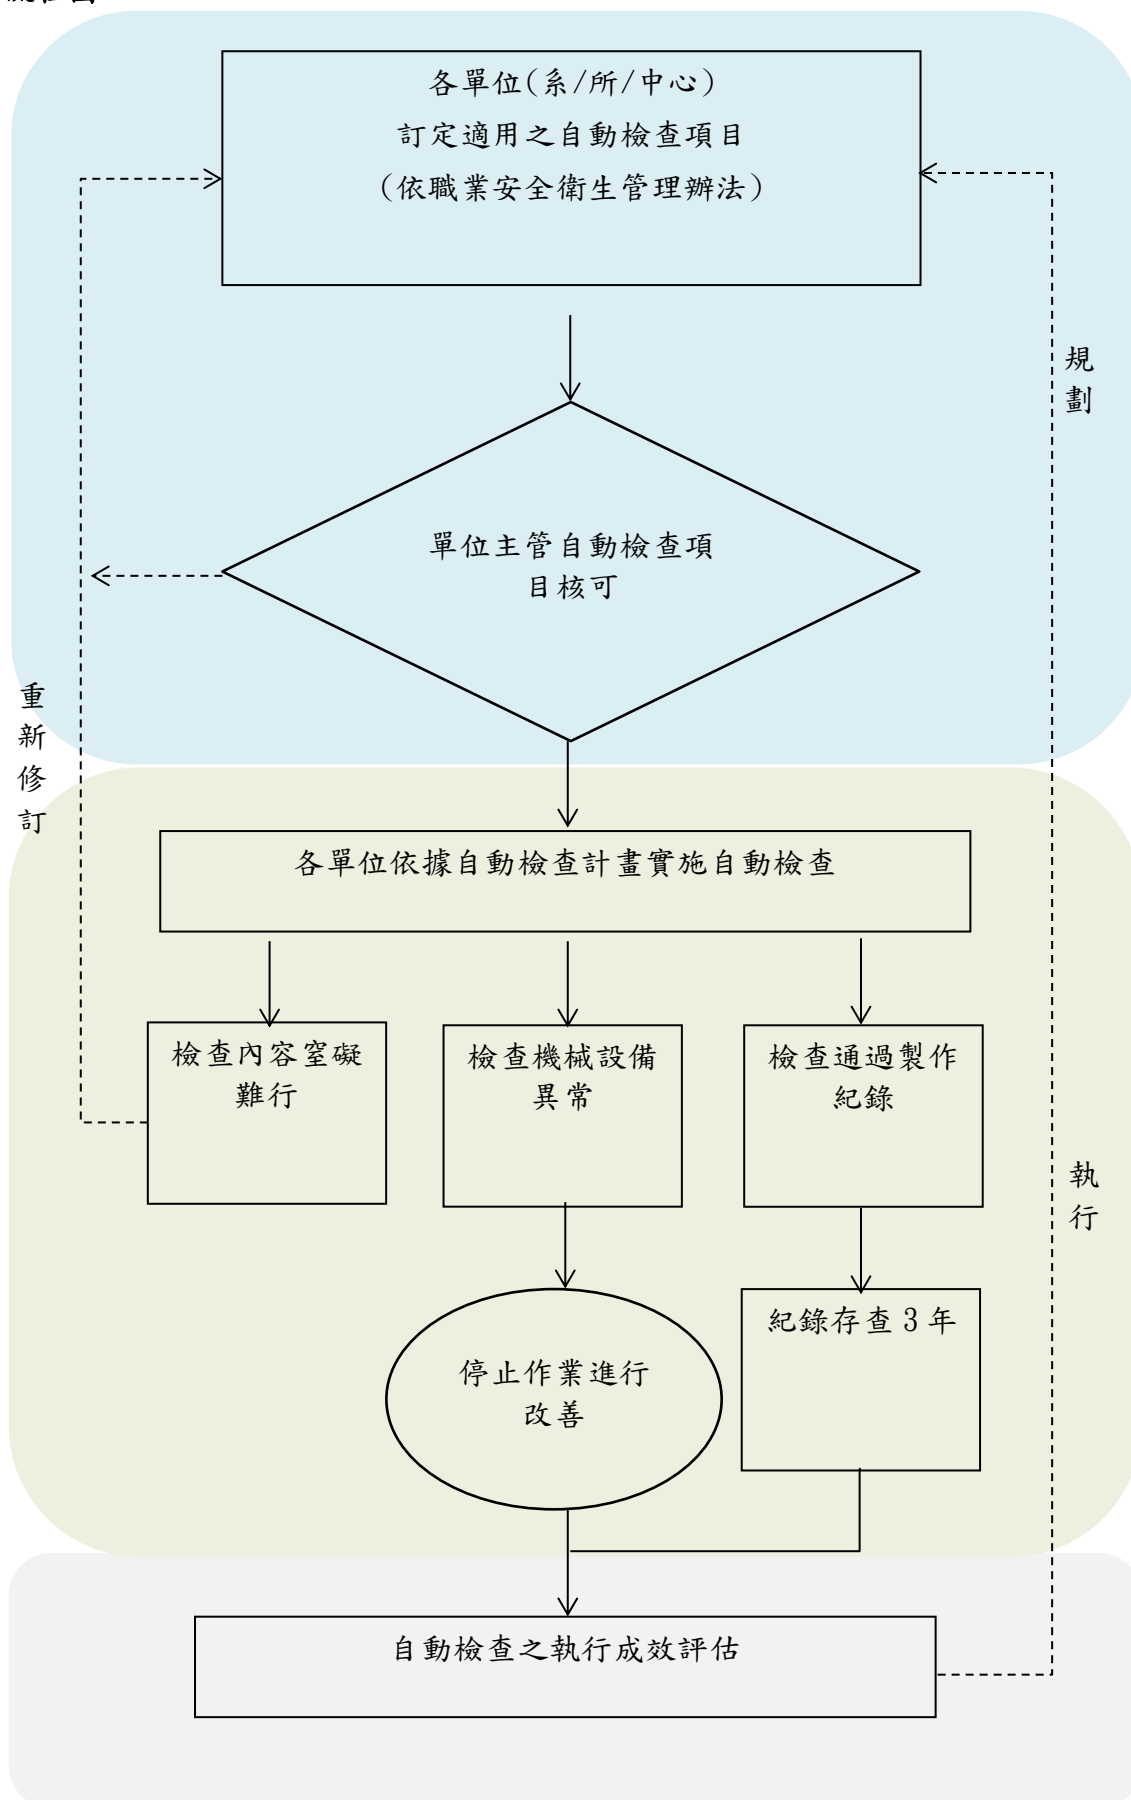 各單位(系/所/中心)
訂定適用之自動檢查項目
(依職業安全衛生管理辦法)
規
劃
單位主管自動檢查項
目核可
重
新
修
訂
各單位依據自動檢查計畫實施自動檢查
檢查內容窒礙
難行
檢查機械設備
異常
檢查通過製作
紀錄
執
行
紀錄存查3年
停止作業進行
改善
自動檢查之執行成效評估